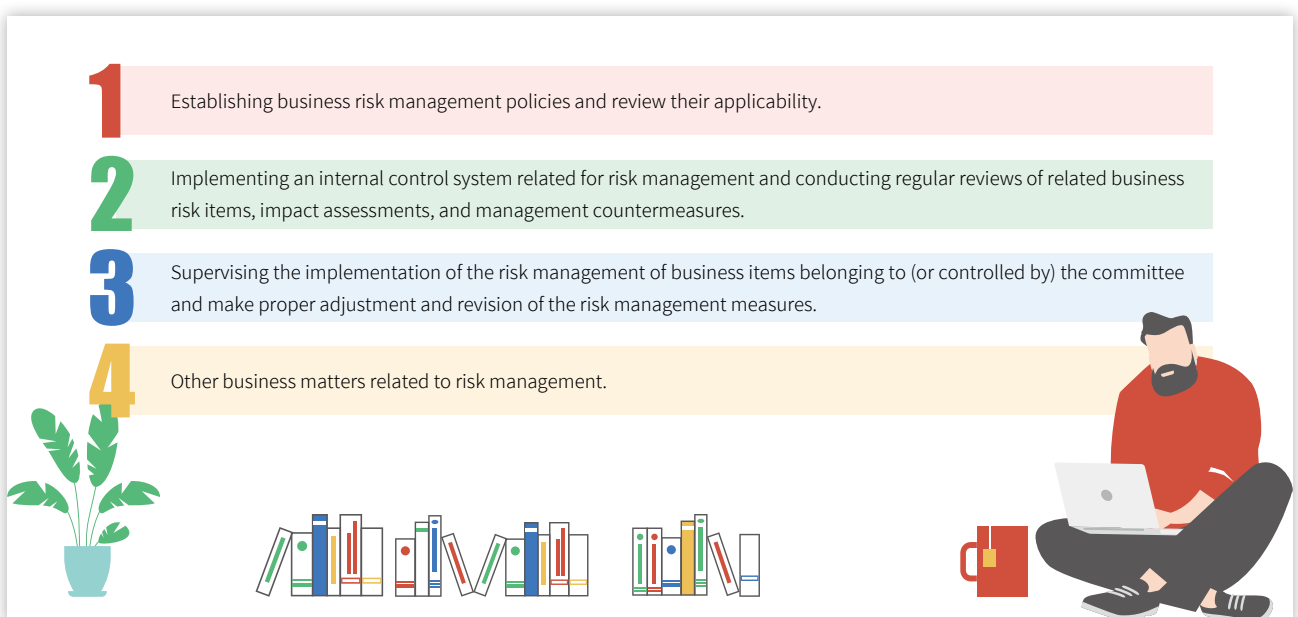 1
Establishing business risk management policies and review their applicability.
2
Implementing an internal control system related for risk management and conducting regular reviews of related business
risk items, impact assessments, and management countermeasures.
3
Supervising the implementation of the risk management of business items belonging to (or controlled by) the committee
and make proper adjustment and revision of the risk management measures.
4
Other business matters related to risk management.